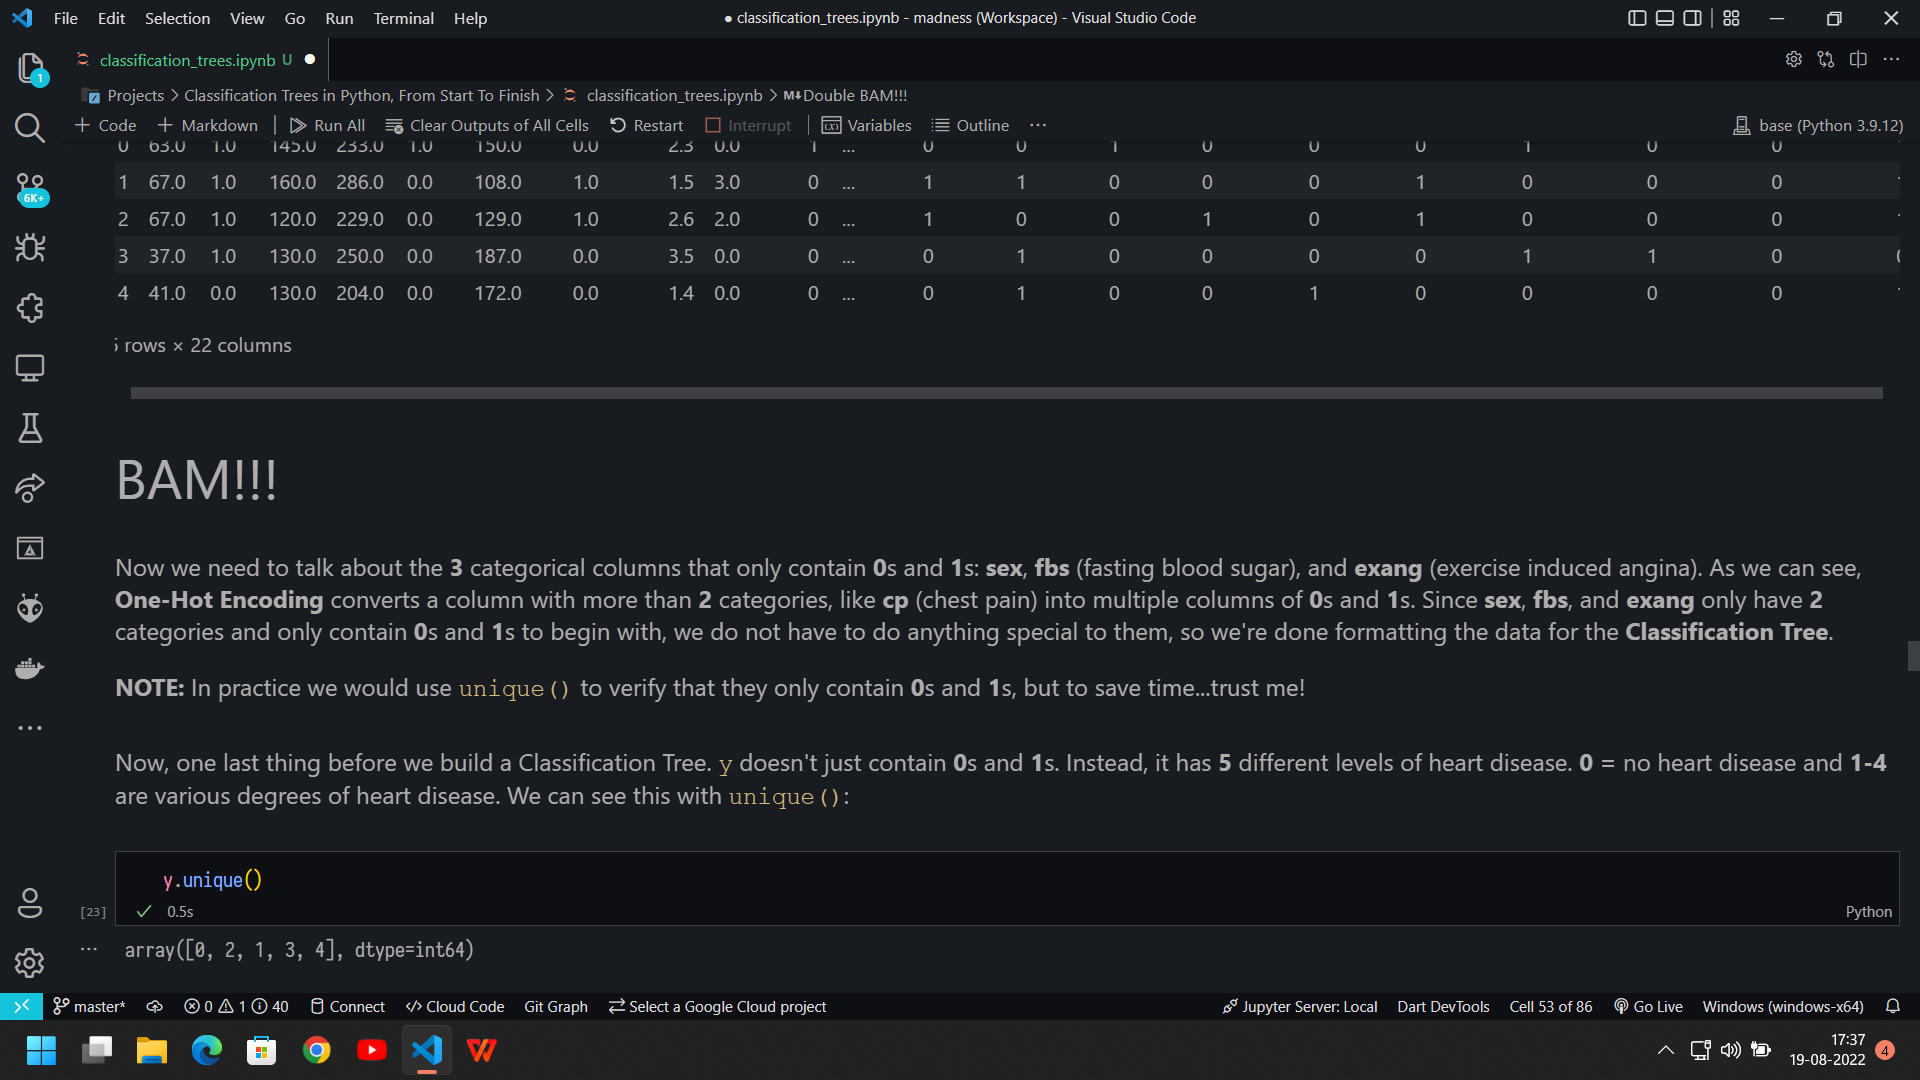 File Edit Selection View Go Run Terminal Help
● classification_trees.ipynb - madness (Workspace) - Visual Studio Code
classification_trees.ipynb U ●
Projects > Classification Trees in Python, From Start To Finish > classification_trees.ipynb > M↓Double BAM!!!
+ Code + Markdown | Run All Clear Outputs of All Cells Restart Interrupt | Variables Outline ···
base (Python 3.9.12)
0 63.0 1.0 145.0 233.0 1.0 150.0 0.0 2.3 0.0 1 ... 0 0 1 0 0 0 1 0 0
1 67.0 1.0 160.0 286.0 0.0 108.0 1.0 1.5 3.0 0 ... 1 1 0 0 0 1 0 0 0
2 67.0 1.0 120.0 229.0 0.0 129.0 1.0 2.6 2.0 0 ... 1 0 0 1 0 1 0 0 0
3 37.0 1.0 130.0 250.0 0.0 187.0 0.0 3.5 0.0 0 ... 0 1 0 0 0 0 1 1 0
4 41.0 0.0 130.0 204.0 0.0 172.0 0.0 1.4 0.0 0 ... 0 1 0 0 1 0 0 0 0
rows × 22 columns
BAM!!!
Now we need to talk about the 3 categorical columns that only contain 0s and 1s: sex, fbs (fasting blood sugar), and exang (exercise induced angina). As we can see,
One-Hot Encoding converts a column with more than 2 categories, like cp (chest pain) into multiple columns of 0s and 1s. Since sex, fbs, and exang only have 2
categories and only contain 0s and 1s to begin with, we do not have to do anything special to them, so we're done formatting the data for the Classification Tree.
NOTE: In practice we would use unique() to verify that they only contain 0s and 1s, but to save time...trust me!
Now, one last thing before we build a Classification Tree. y doesn't just contain 0s and 1s. Instead, it has 5 different levels of heart disease. 0 = no heart disease and 1-4
are various degrees of heart disease. We can see this with unique():
y.unique()
[23] ✓ 0.5s
Python
··· array([0, 2, 1, 3, 4], dtype=int64)
1
6K+
master* 0 1 40 Connect Cloud Code Git Graph Select a Google Cloud project
Jupyter Server: Local Dart DevTools Cell 53 of 86 Go Live Windows (windows-x64)
17:37
19-08-2022
4